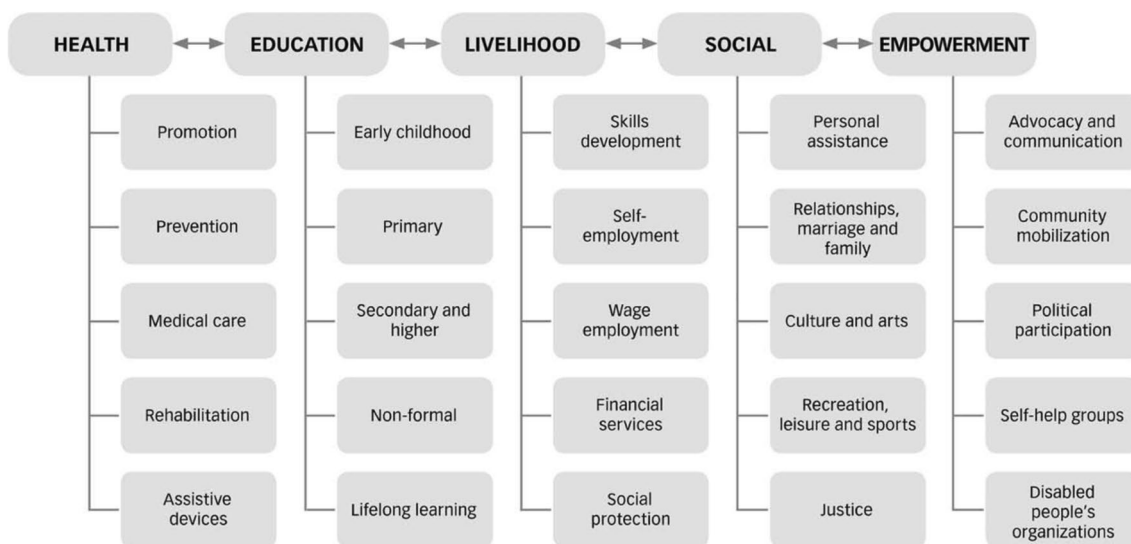 HEALTH
EDUCATION
LIVELIHOOD
SOCIAL
EMPOWERMENT
Promotion
Prevention
Medical care
Rehabilitation
Assistive
devices
Early childhood
Primary
Secondary and
higher
Non-formal
Lifelong learning
Skills
development
Self-
employment
Wage
employment
Financial
services
Social
protection
Personal
assistance
Relationships,
marriage and
family
Culture and arts
Recreation,
leisure and sports
Justice
Advocacy and
communication
Community
mobilization
Political
participation
Self-help groups
Disabled
people's
organizations